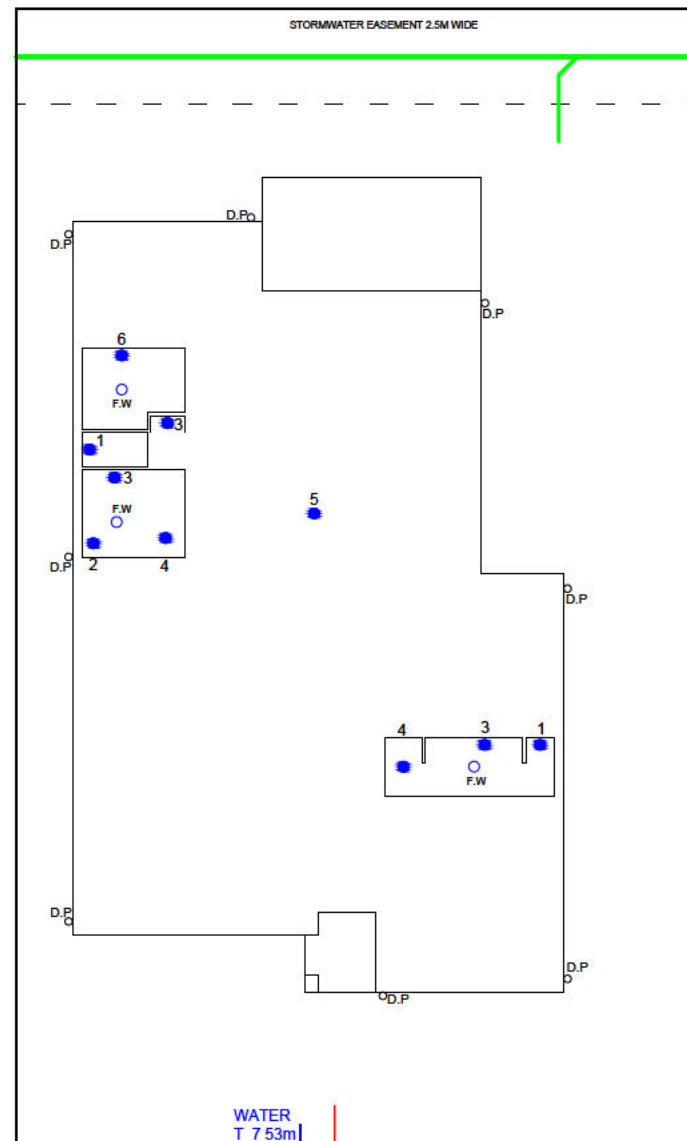 STORMWATER EASEMENT 2.5M WIDE
D.P
D.P
D.P
6
F.W
3
1
3
F.W
5
2
4
D.P
D.P
4
3
1
F.W
D.P
D.P
D.P
WATER
T 7 53m